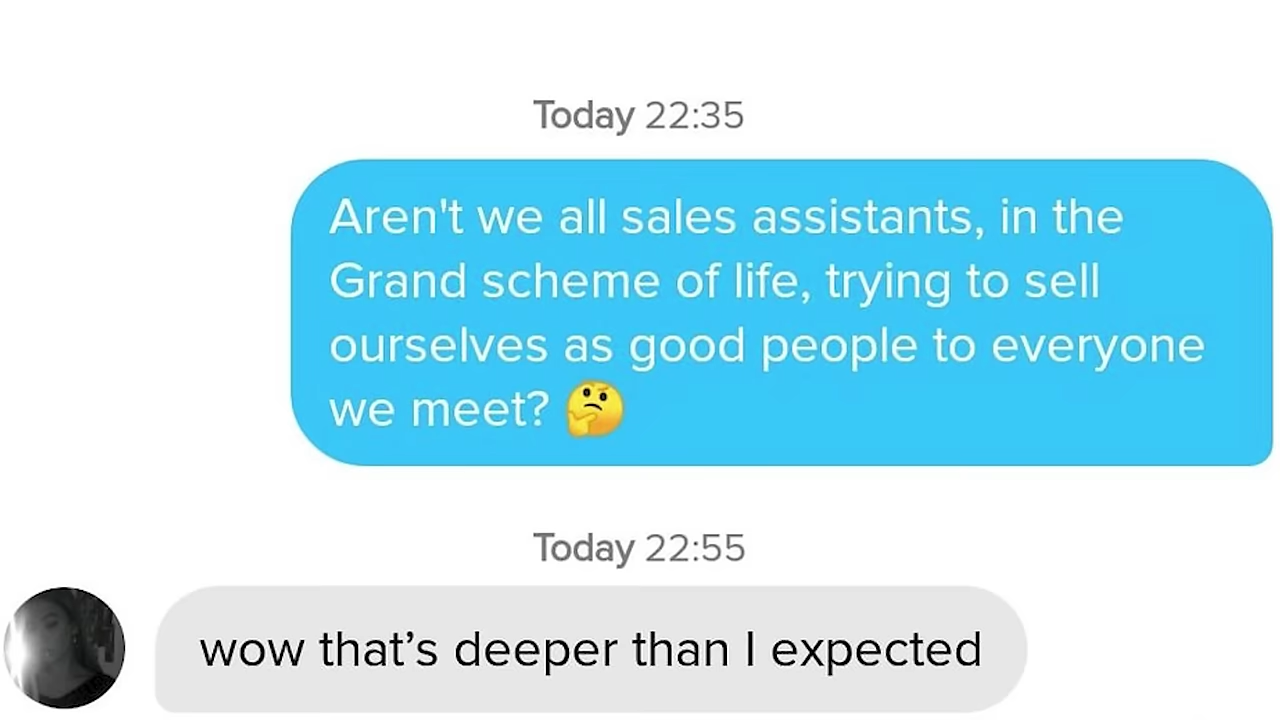 Today 22:35
Aren't we all sales assistants, in the
Grand scheme of life, trying to sell
ourselves as good people to everyone
we meet? 🤔
Today 22:55
wow that’s deeper than I expected